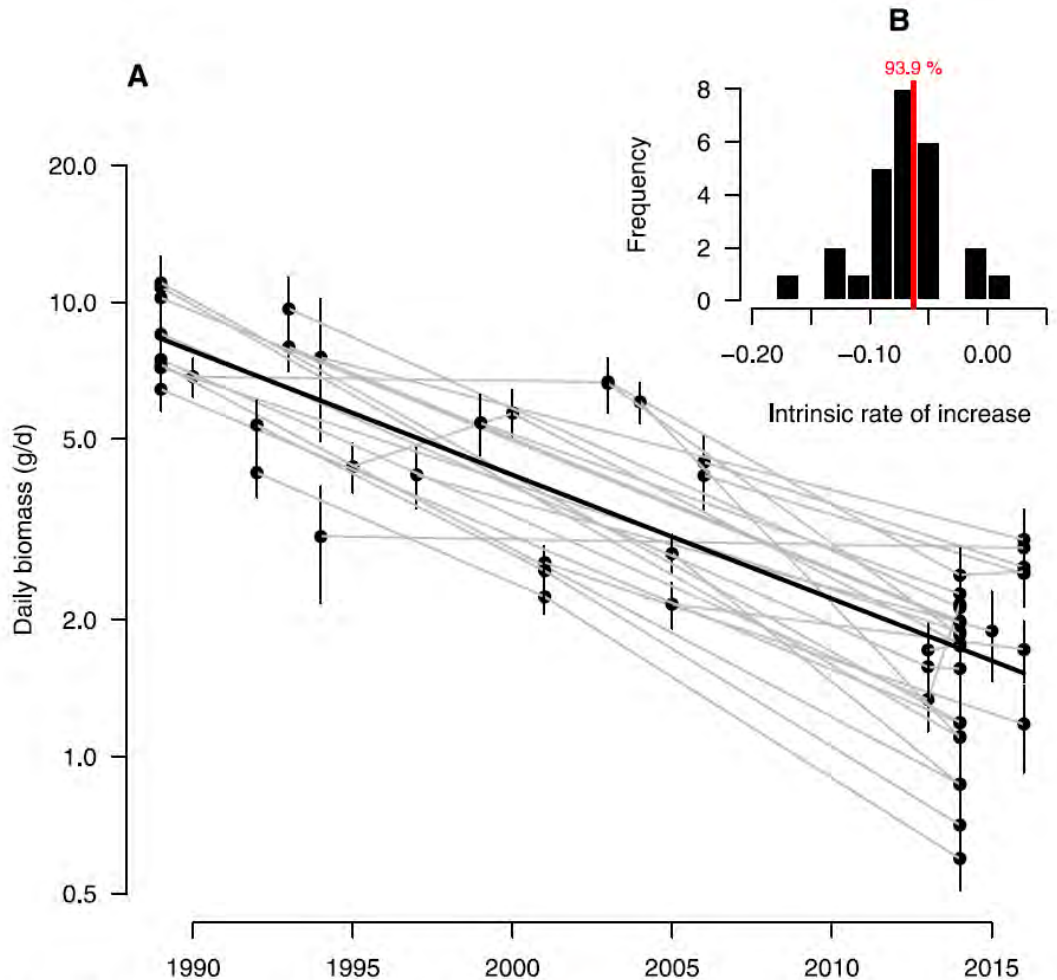 A
20.0
10.0
5.0
2.0
1.0
0.5
Daily biomass (g/d)
1990 1995 2000 2005 2010 2015
B
93.9 %
8
6
4
2
0
Frequency
−0.20 −0.10 0.00
Intrinsic rate of increase